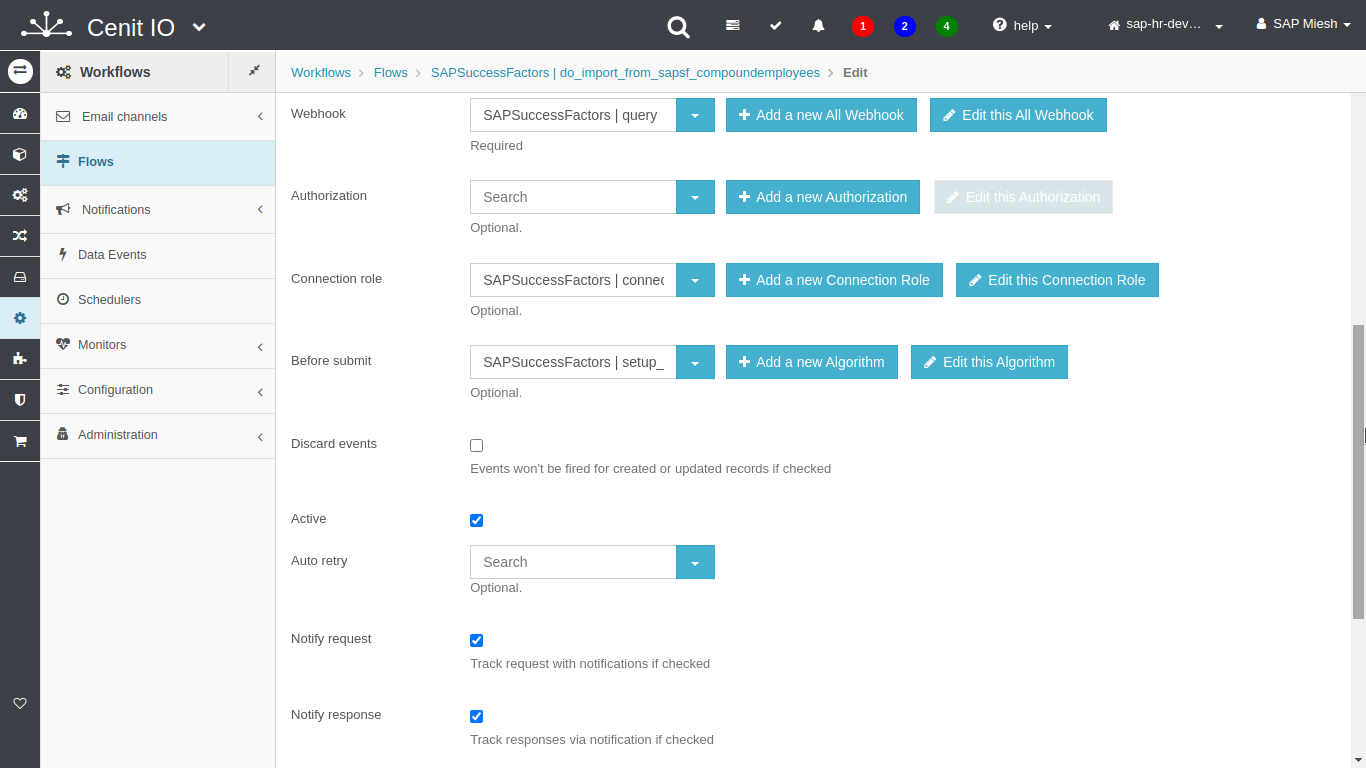 Cenit IO
1
2
4
help
sap-hr-dev…
SAP Miesh
Workflows
Workflows
Flows
SAPSuccessFactors | do_import_from_sapsf_compoundemployees
Edit
Email channels
Flows
Notifications
Data Events
Schedulers
Monitors
Configuration
Administration
Webhook
SAPSuccessFactors | query
Add a new All Webhook
Edit this All Webhook
Required
Authorization
Search
Add a new Authorization
Edit this Authorization
Optional.
Connection role
SAPSuccessFactors | connec
Add a new Connection Role
Edit this Connection Role
Optional.
Before submit
SAPSuccessFactors | setup_
Add a new Algorithm
Edit this Algorithm
Optional.
Discard events
Events won't be fired for created or updated records if checked
Active
Auto retry
Search
Optional.
Notify request
Track request with notifications if checked
Notify response
Track responses via notification if checked